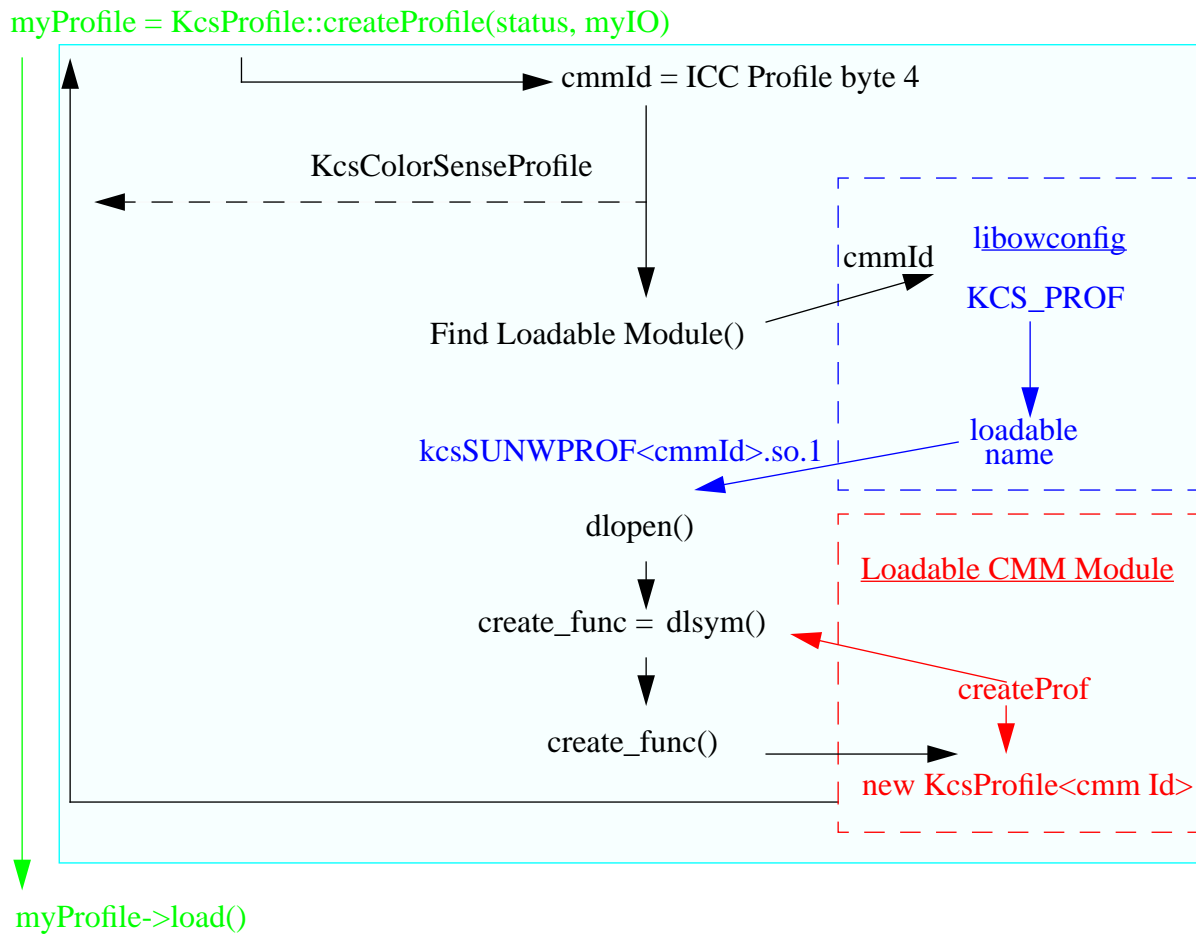 myProfile = KcsProfile::createProfile(status, myIO)
cmmId = ICC Profile byte 4
KcsColorSenseProfile
libowconfig
cmmId
KCS_PROF
Find Loadable Module()
loadable
name
kcsSUNWPROF<cmmId>.so.1
dlopen()
Loadable CMM Module
create_func = dlsym()
createProf
create_func()
new KcsProfile<cmm Id>
myProfile->load()